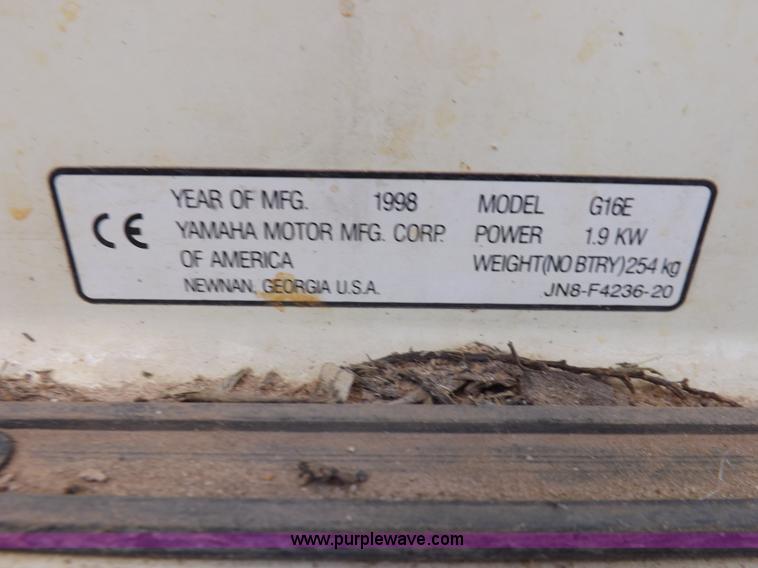 CE
YEAR OF MFG. 1998 MODEL G16E
YAMAHA MOTOR MFG. CORP. POWER 1.9 KW
OF AMERICA WEIGHT(NO BTRY)254 kg
NEWNAN, GEORGIA U.S.A. JN8-F4236-20
www.purplewave.com